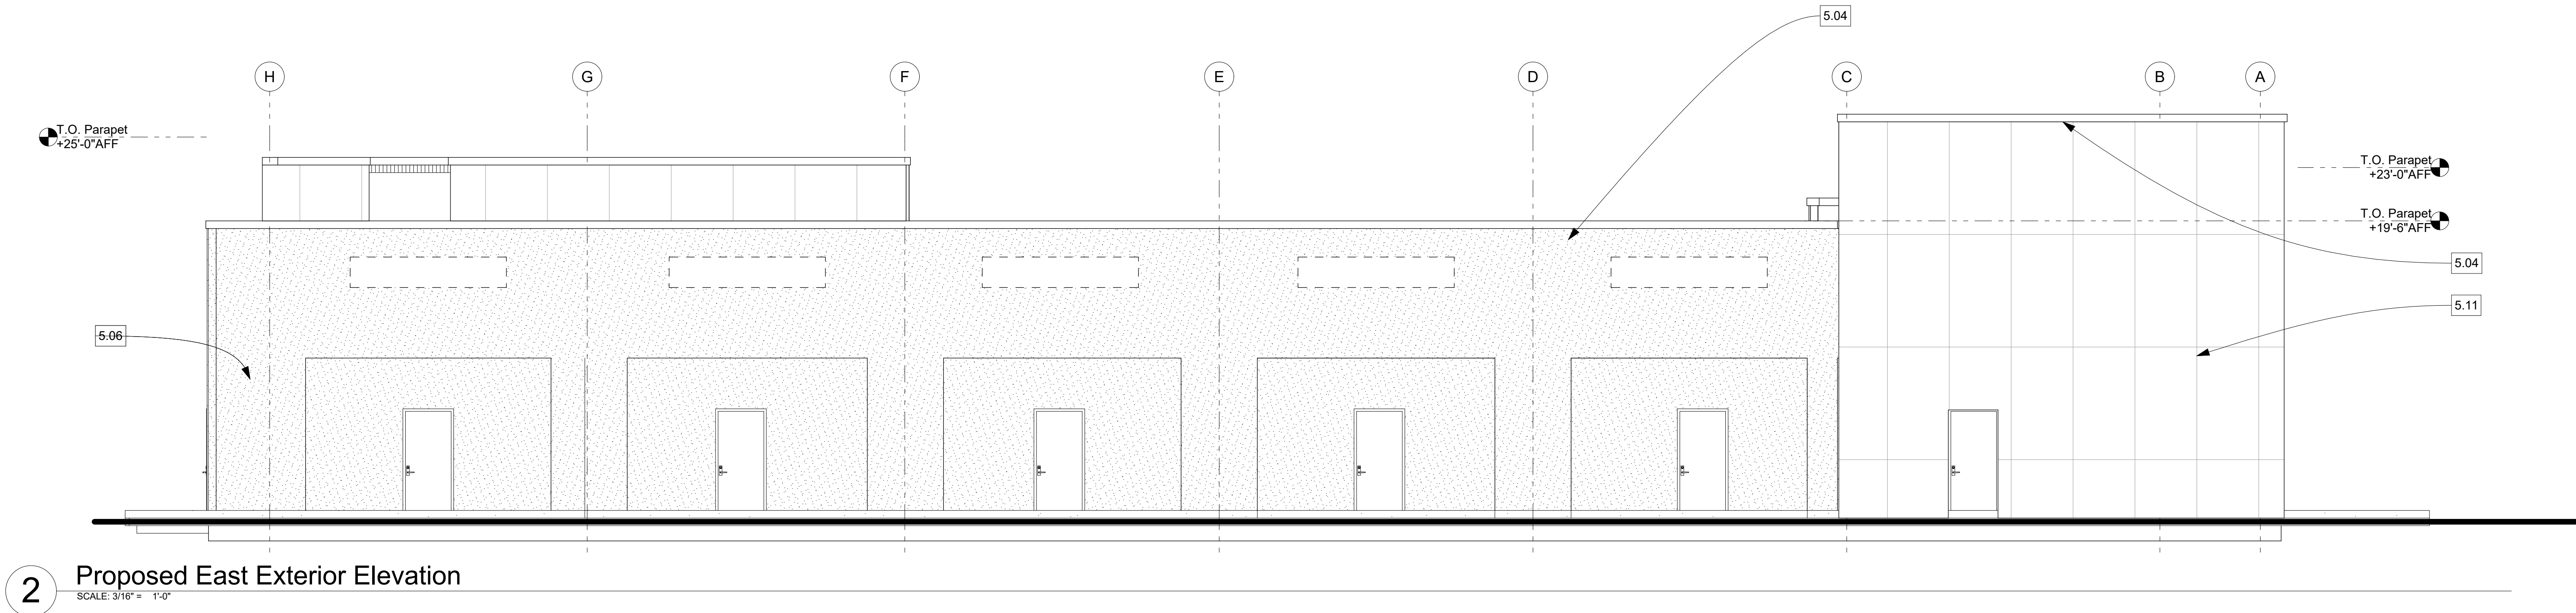 5.04
H
G
F
E
D
C
B
A
T.O. Parapet
+25'-0"AFF
T.O. Parapet
+23'-0"AFF
T.O. Parapet
+19'-6"AFF
5.04
5.11
5.06
2
Proposed East Exterior Elevation
SCALE: 3/16" = 1'-0"